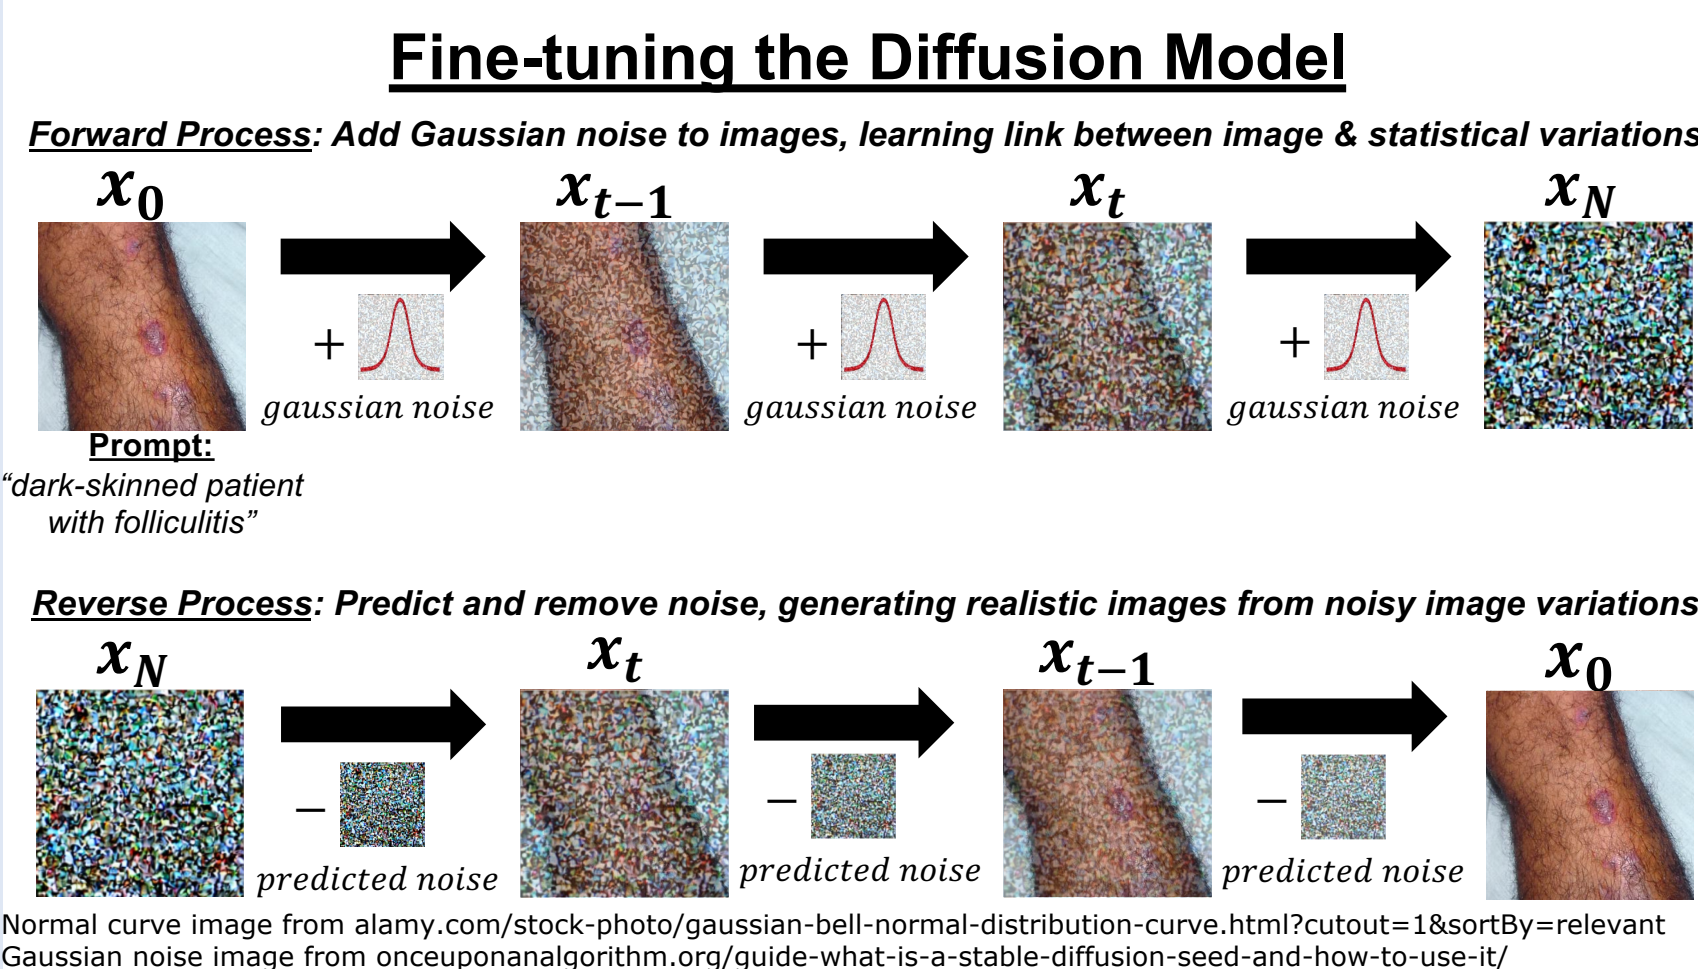 Fine-tuning the Diffusion Model
Forward Process: Add Gaussian noise to images, learning link between image & statistical variations
x₀
xₜ₋₁
xₜ
x_N
+
gaussian noise
+
gaussian noise
+
gaussian noise
Prompt:
“dark-skinned patient
with folliculitis”
Reverse Process: Predict and remove noise, generating realistic images from noisy image variations
x_N
xₜ
xₜ₋₁
x₀
−
predicted noise
−
predicted noise
−
predicted noise
Normal curve image from alamy.com/stock-photo/gaussian-bell-normal-distribution-curve.html?cutout=1&sortBy=relevant
Gaussian noise image from onceuponanalgorithm.org/guide-what-is-a-stable-diffusion-seed-and-how-to-use-it/